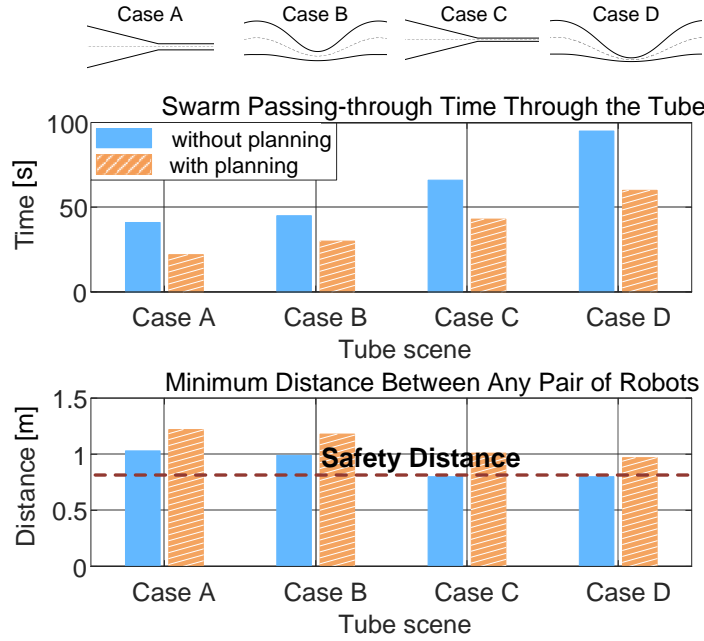 Case A Case B Case C Case D
Swarm Passing-through Time Through the Tube
100
without planning
with planning
50
0
Time [s]
Case A Case B Case C Case D
Tube scene
Minimum Distance Between Any Pair of Robots
1.5
Safety Distance
1
0.5
0
Distance [m]
Case A Case B Case C Case D
Tube scene